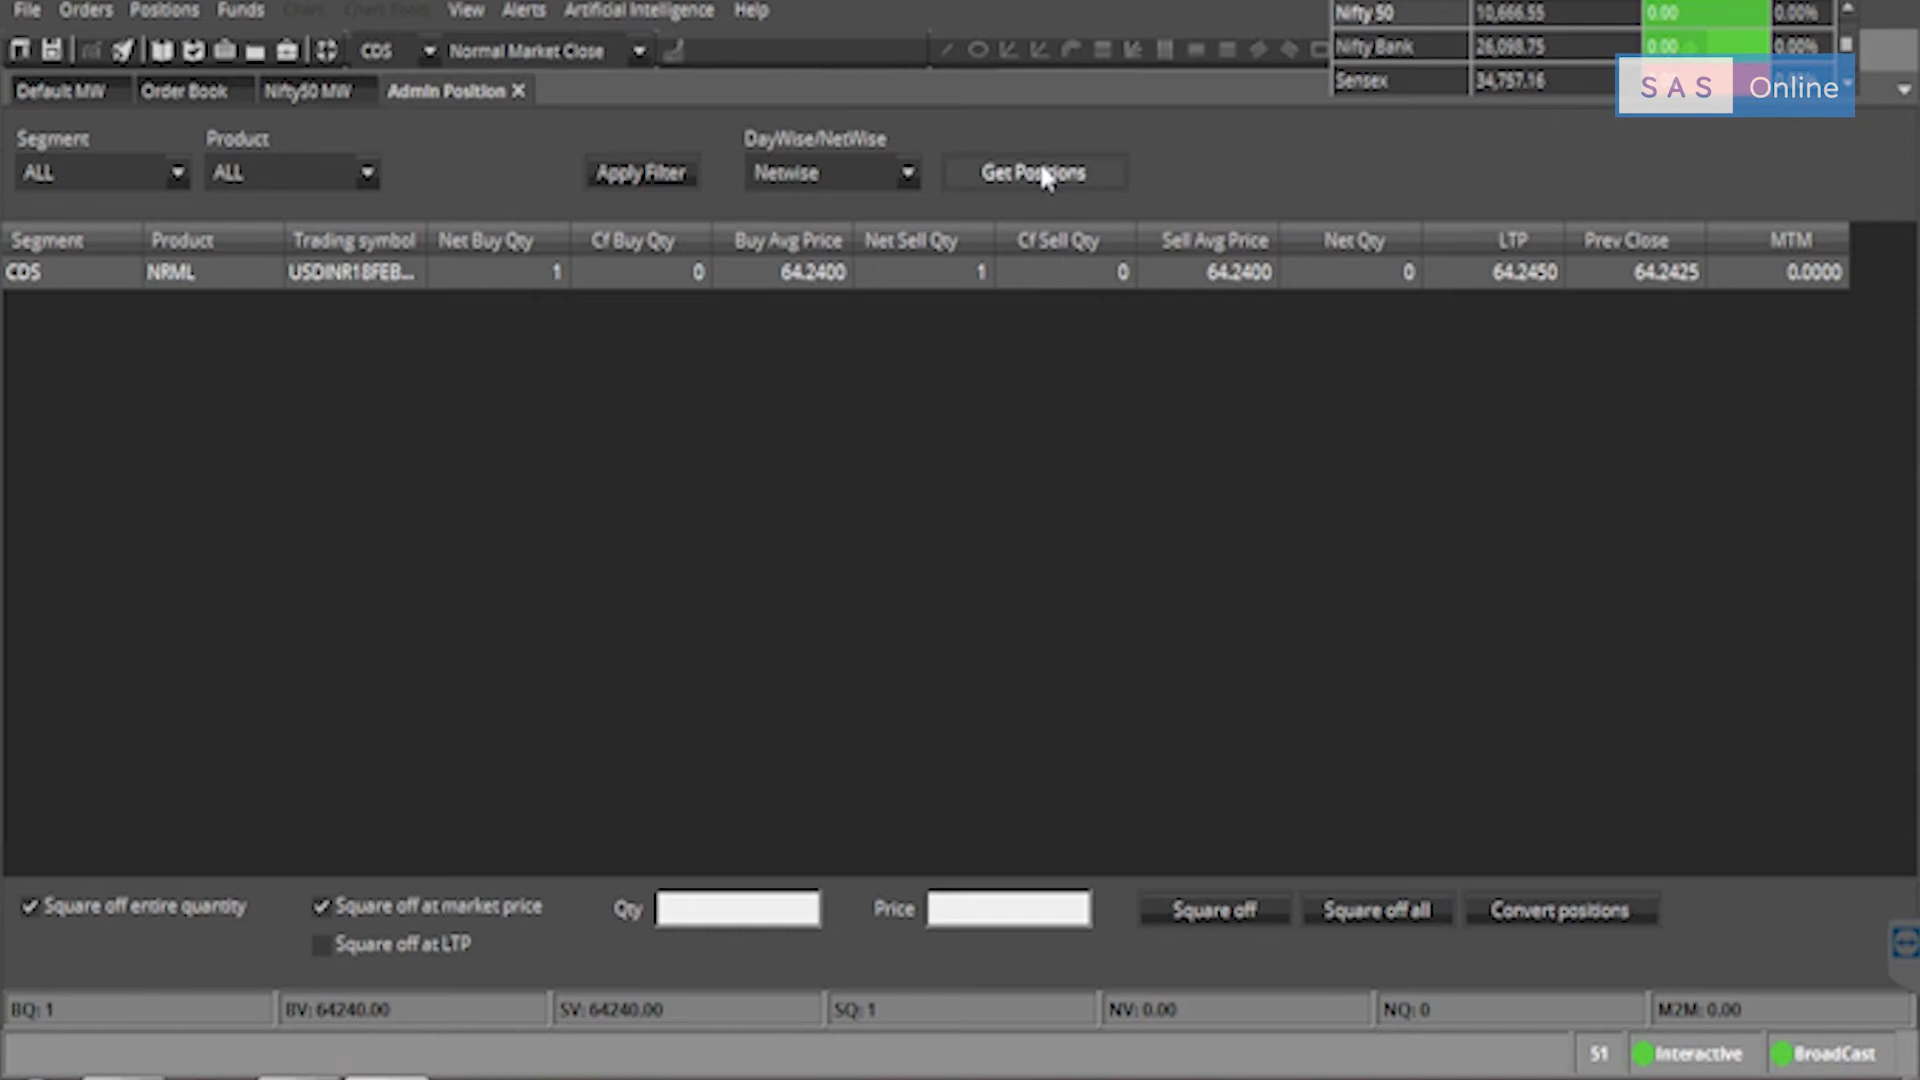 File Orders Positions Funds Chart Chart Tools View Alerts Artificial Intelligence Help
Nifty 50 10,666.55 0.00 0.00%
CDS Normal Market Close
Nifty Bank 26,098.75 0.00 0.00%
Sensex 34,757.16
SAS Online
Default MW Order Book Nifty50 MW Admin Position
Segment Product DayWise/NetWise
ALL ALL Apply Filter Netwise Get Positions
Segment Product Trading symbol Net Buy Qty Cf Buy Qty Buy Avg Price Net Sell Qty Cf Sell Qty Sell Avg Price Net Qty LTP Prev Close MTM
CDS NRML USDINR18FEB... 1 0 64.2400 1 0 64.2400 0 64.2450 64.2425 0.0000
Square off entire quantity Square off at market price Qty Price Square off Square off all Convert positions
Square off at LTP
BQ: 1 BV: 64240.00 SV: 64240.00 SQ: 1 NV: 0.00 NQ: 0 M2M: 0.00
51 Interactive BroadCast